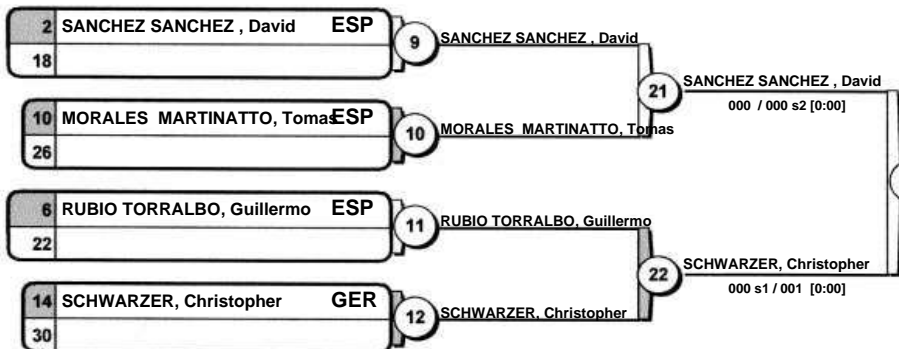 2 SANCHEZ SANCHEZ , David ESP
18
9
SANCHEZ SANCHEZ , David
10 MORALES MARTINATTO, Tomas ESP
26
10
MORALES MARTINATTO, Tomas
21
SANCHEZ SANCHEZ , David
000 / 000 s2 [0:00]
6 RUBIO TORRALBO, Guillermo ESP
22
11
RUBIO TORRALBO, Guillermo
14 SCHWARZER, Christopher GER
30
12
SCHWARZER, Christopher
22
SCHWARZER, Christopher
000 s1 / 001 [0:00]